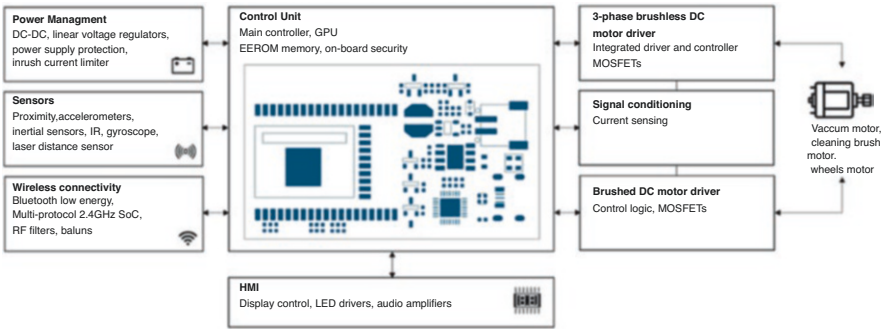 Power Managment
DC-DC, linear voltage regulators,
power supply protection,
inrush current limiter
Sensors
Proximity,accelerometers,
inertial sensors, IR, gyroscope,
laser distance sensor
Wireless connectivity
Bluetooth low energy,
Multi-protocol 2.4GHz SoC,
RF filters, baluns
Control Unit
Main controller, GPU
EEROM memory, on-board security
HMI
Display control, LED drivers, audio amplifiers
3-phase brushless DC
motor driver
Integrated driver and controller
MOSFETs
Signal conditioning
Current sensing
Brushed DC motor driver
Control logic, MOSFETs
Vaccum motor,
cleaning brush
motor.
wheels motor